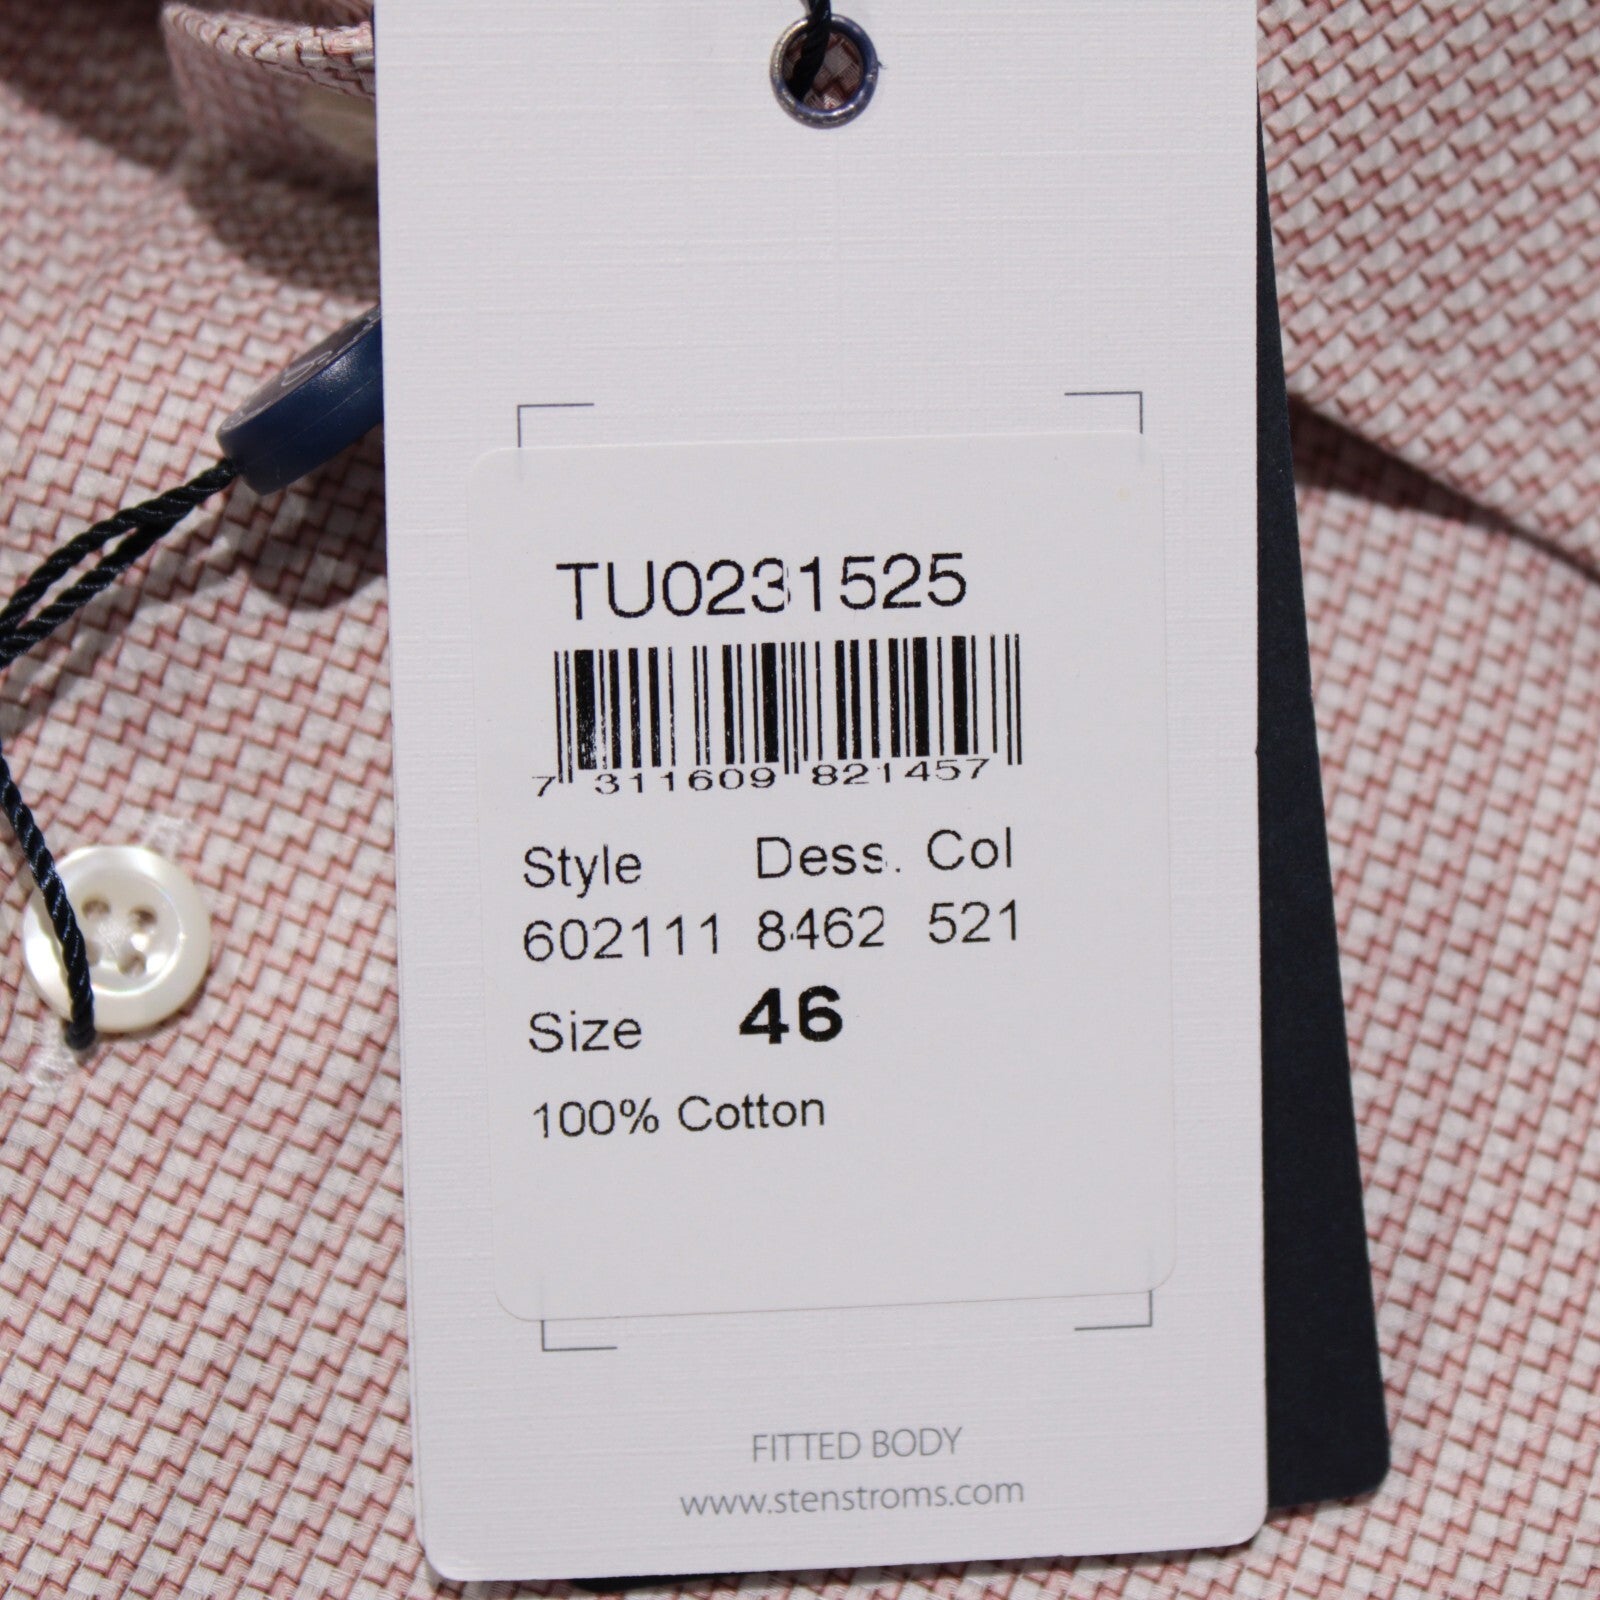 TU0231525
7 311609 821457
Style Dess. Col
602111 8462 521
Size 46
100% Cotton
FITTED BODY
www.stenstroms.com